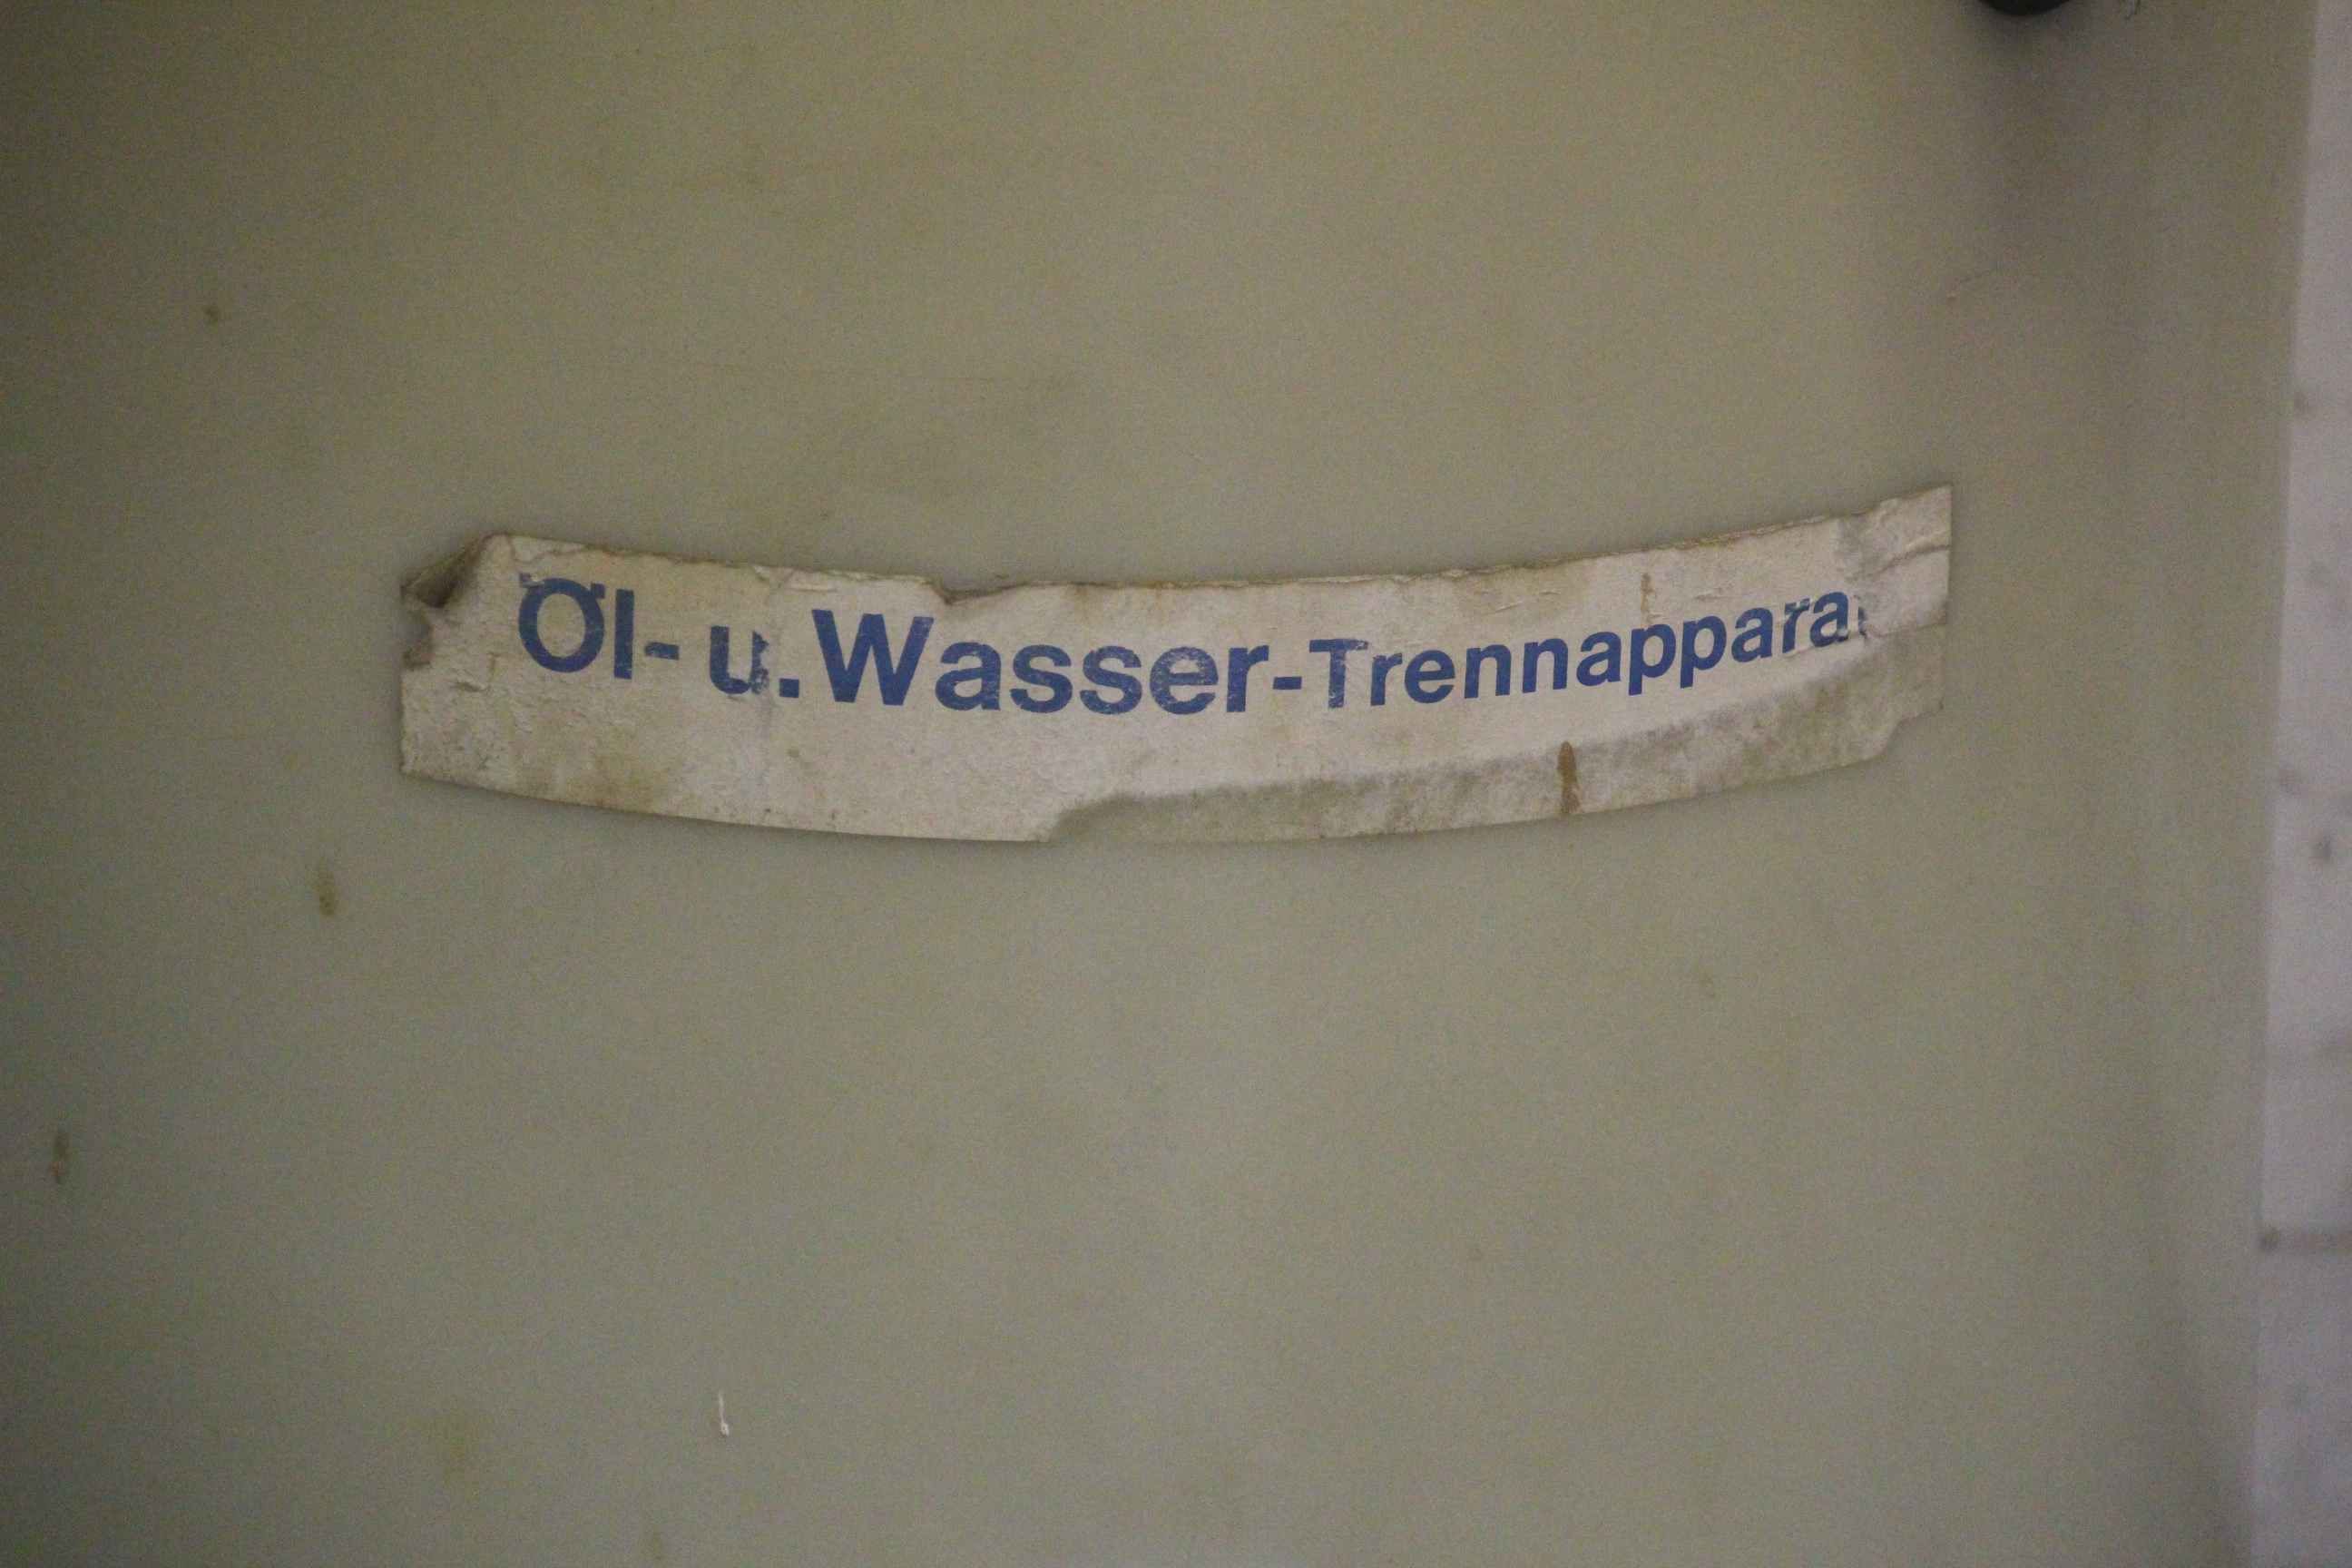 Öl- u. Wasser-Trennappara